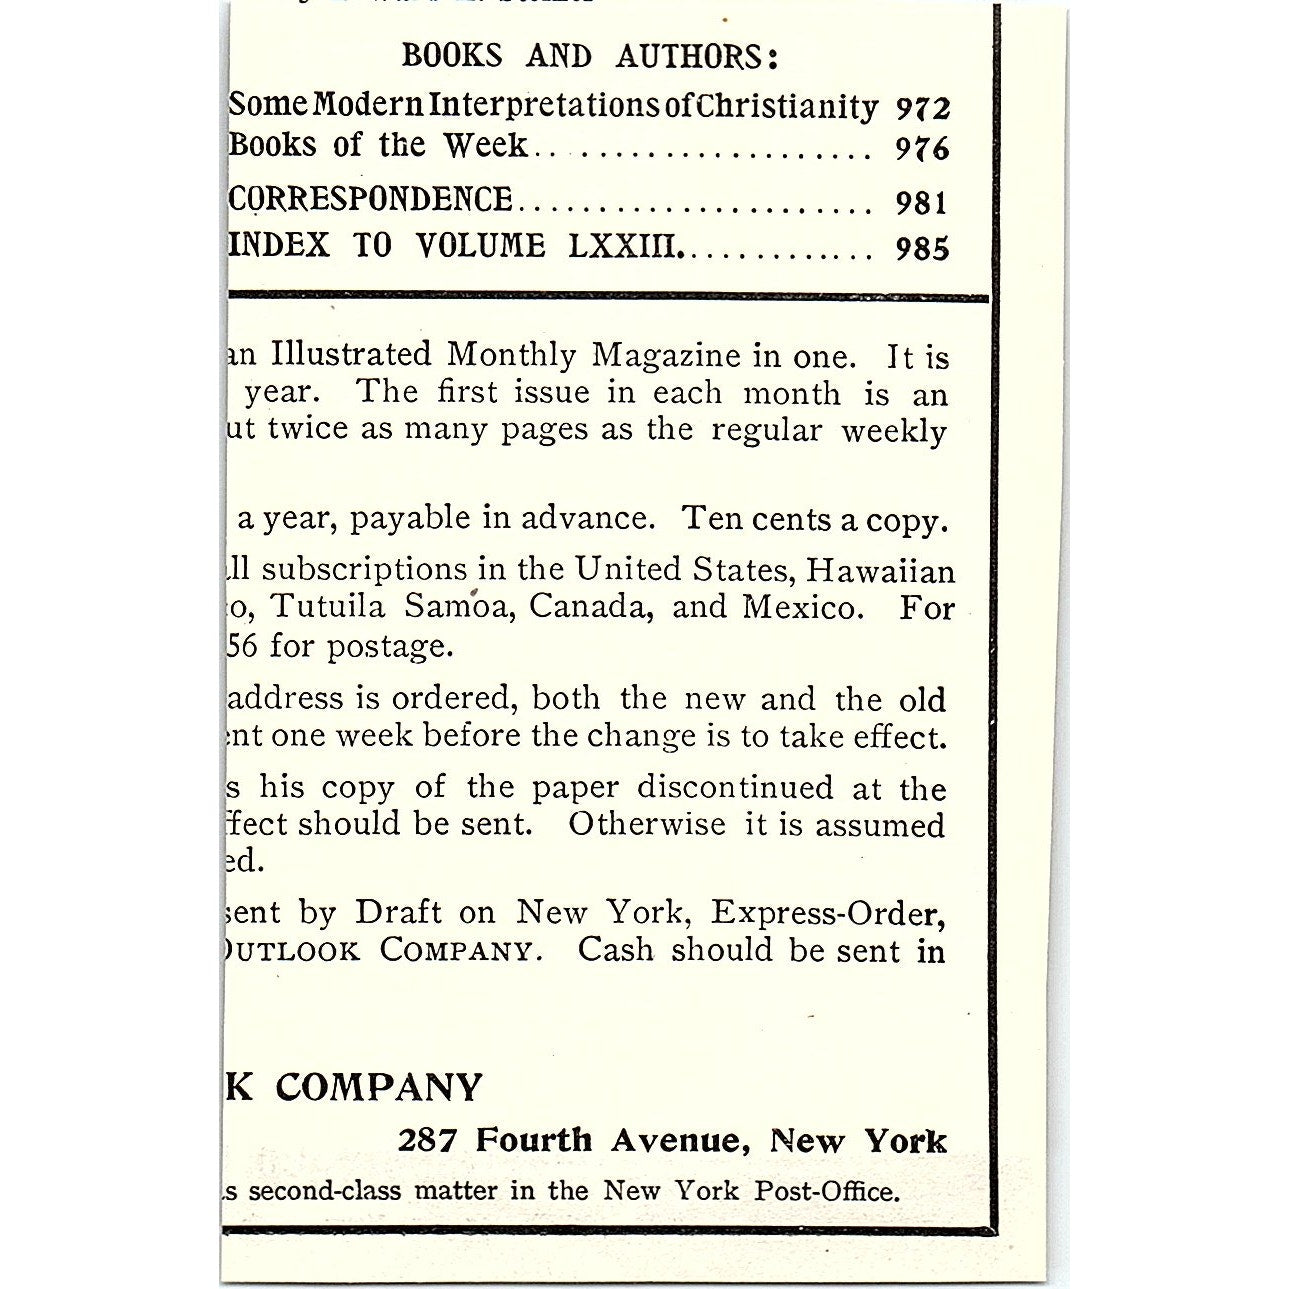 BOOKS AND AUTHORS:
Some Modern Interpretations of Christianity 972
Books of the Week.. ................... 976
CORRESPONDENCE...................... 981
INDEX TO VOLUME LXXIII............. 985
an Illustrated Monthly Magazine in one. It is
year. The first issue in each month is an
ut twice as many pages as the regular weekly
a year, payable in advance. Ten cents a copy.
ll subscriptions in the United States, Hawaiian
o, Tutuila Samoa, Canada, and Mexico. For
56 for postage.
address is ordered, both the new and the old
ent one week before the change is to take effect.
s his copy of the paper discontinued at the
ffect should be sent. Otherwise it is assumed
ed.
sent by Draft on New York, Express-Order,
OUTLOOK COMPANY. Cash should be sent in
K COMPANY
287 Fourth Avenue, New York
s second-class matter in the New York Post-Office.